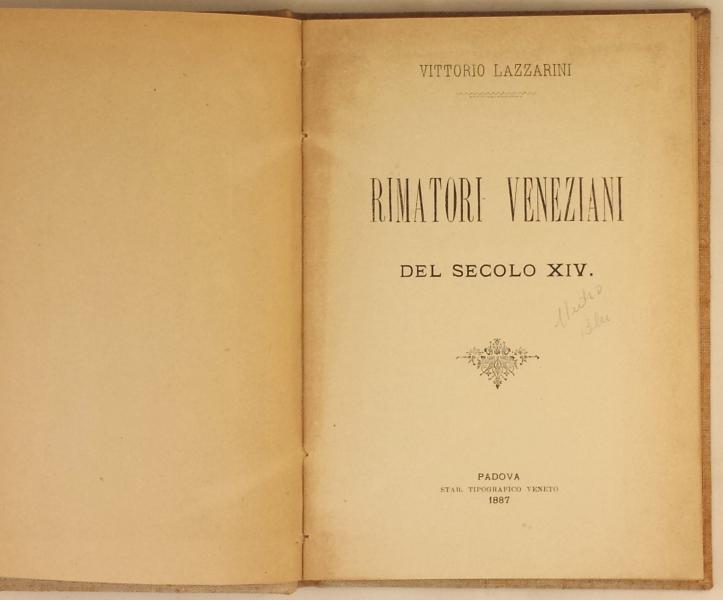 VITTORIO LAZZARINI
RIMATORI VENEZIANI
DEL SECOLO XIV.
PADOVA
STAB. TIPOGRAFICO VENETO
1887